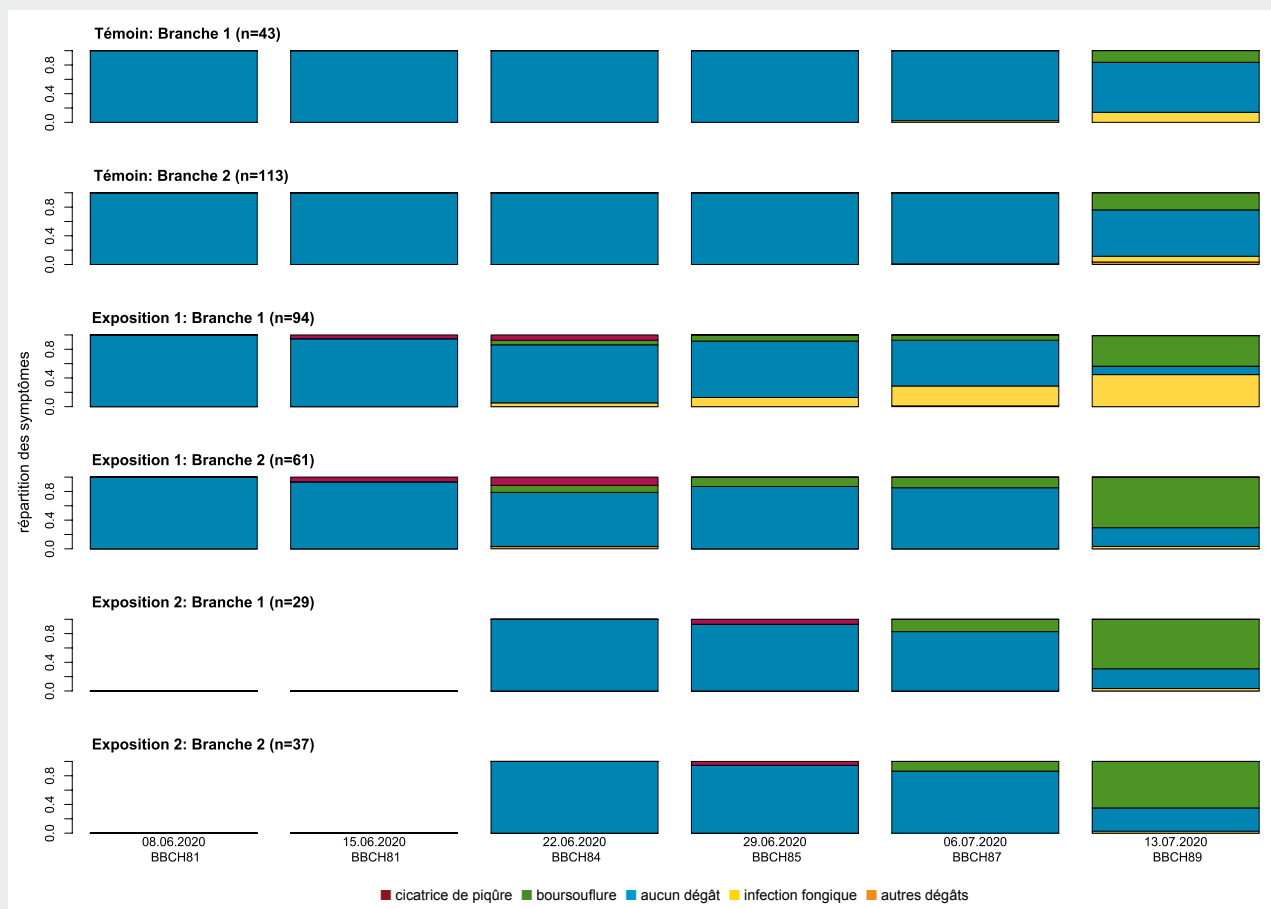 Témoin: Branche 1 (n=43)
0.0 0.4 0.8
Témoin: Branche 2 (n=113)
0.0 0.4 0.8
Exposition 1: Branche 1 (n=94)
0.0 0.4 0.8
répartition des symptômes
Exposition 1: Branche 2 (n=61)
0.0 0.4 0.8
Exposition 2: Branche 1 (n=29)
0.0 0.4 0.8
Exposition 2: Branche 2 (n=37)
0.0 0.4 0.8
08.06.2020 15.06.2020 22.06.2020 29.06.2020 06.07.2020 13.07.2020
BBCH81 BBCH81 BBCH84 BBCH85 BBCH87 BBCH89
cicatrice de piqûre boursouflure aucun dégât infection fongique autres dégâts